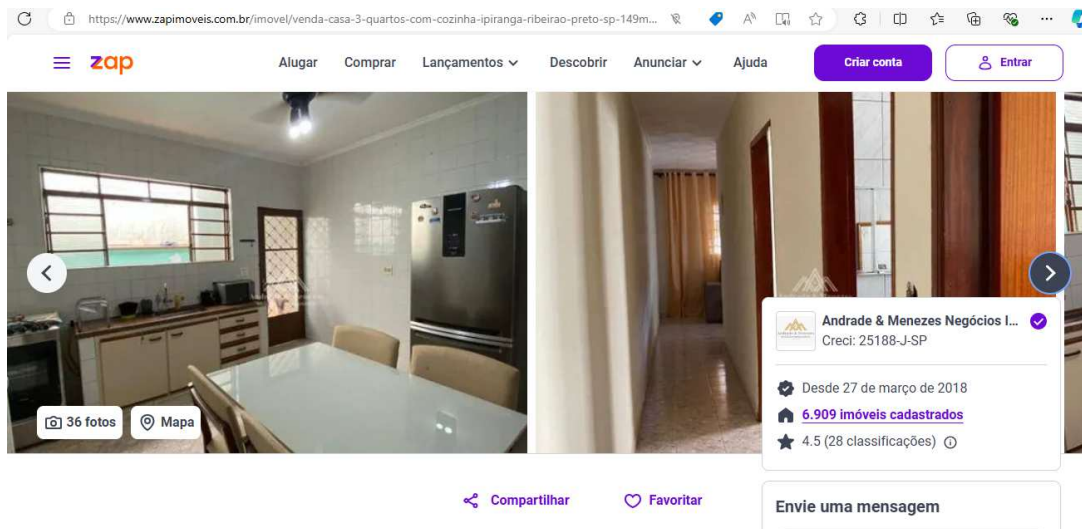 https://www.zapimoveis.com.br/imovel/venda-casa-3-quartos-com-cozinha-ipiranga-ribeirao-preto-sp-149m...
zap
Alugar Comprar Lançamentos Descobrir Anunciar Ajuda Criar conta Entrar
36 fotos Mapa
Andrade & Menezes Negócios I...
Creci: 25188-J-SP
Desde 27 de março de 2018
6.909 imóveis cadastrados
4.5 (28 classificações)
Compartilhar Favoritar
Envie uma mensagem